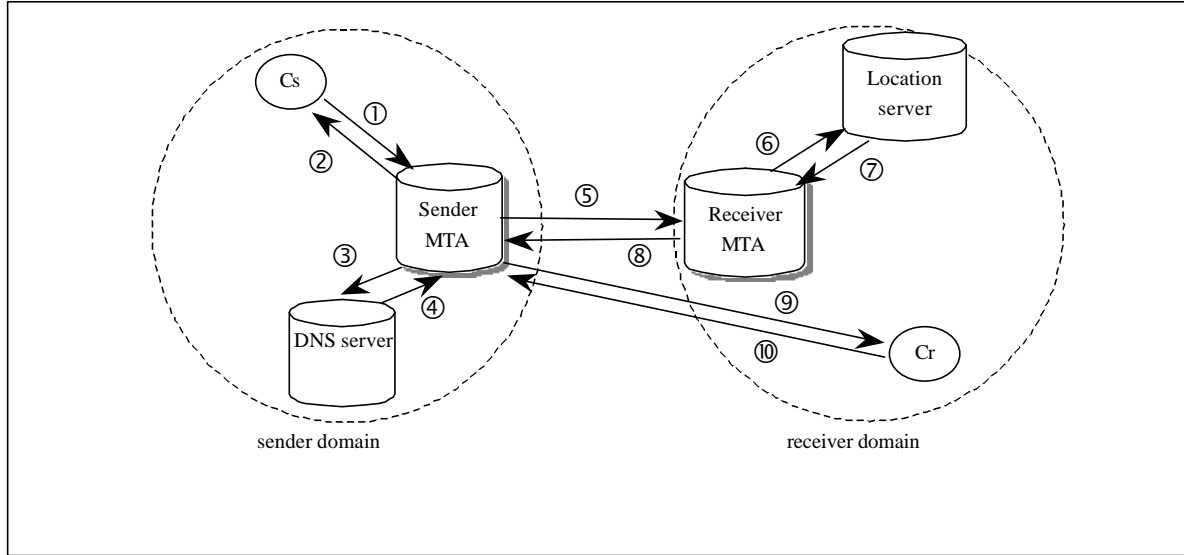 Cs
①
②
Sender
MTA
③
④
DNS server
sender domain
⑤
⑧
⑨
⑩
Location
server
⑥
⑦
Receiver
MTA
Cr
receiver domain